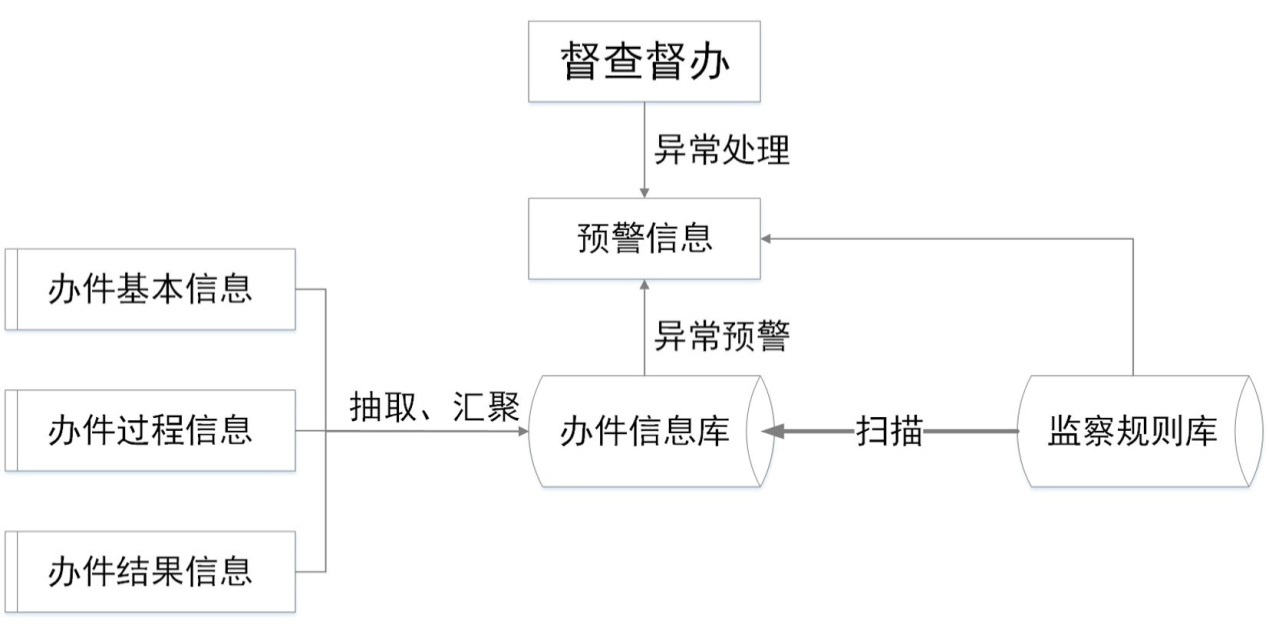 督查督办
异常处理
预警信息
办件基本信息
异常预警
办件过程信息
抽取、汇聚
办件信息库
扫描
监察规则库
办件结果信息